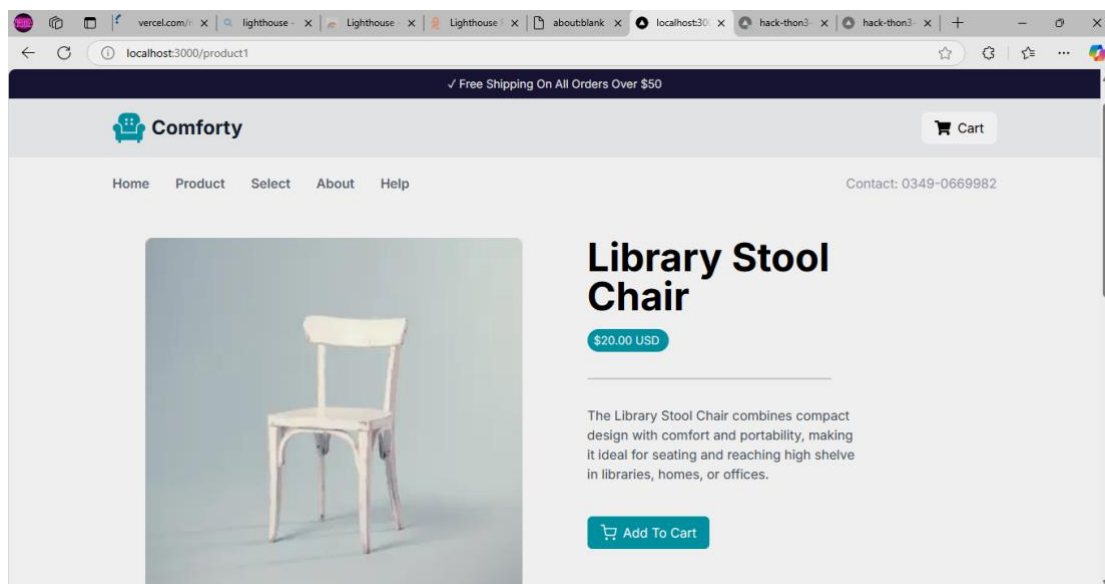 vercel.com/
lighthouse -
Lighthouse
Lighthouse
about:blank
localhost:30
hack-thon3-
hack-thon3-
localhost:3000/product1
✓ Free Shipping On All Orders Over $50
Comforty
Cart
Home Product Select About Help
Contact: 0349-0669982
Library Stool
Chair
$20.00 USD
The Library Stool Chair combines compact
design with comfort and portability, making
it ideal for seating and reaching high shelve
in libraries, homes, or offices.
Add To Cart